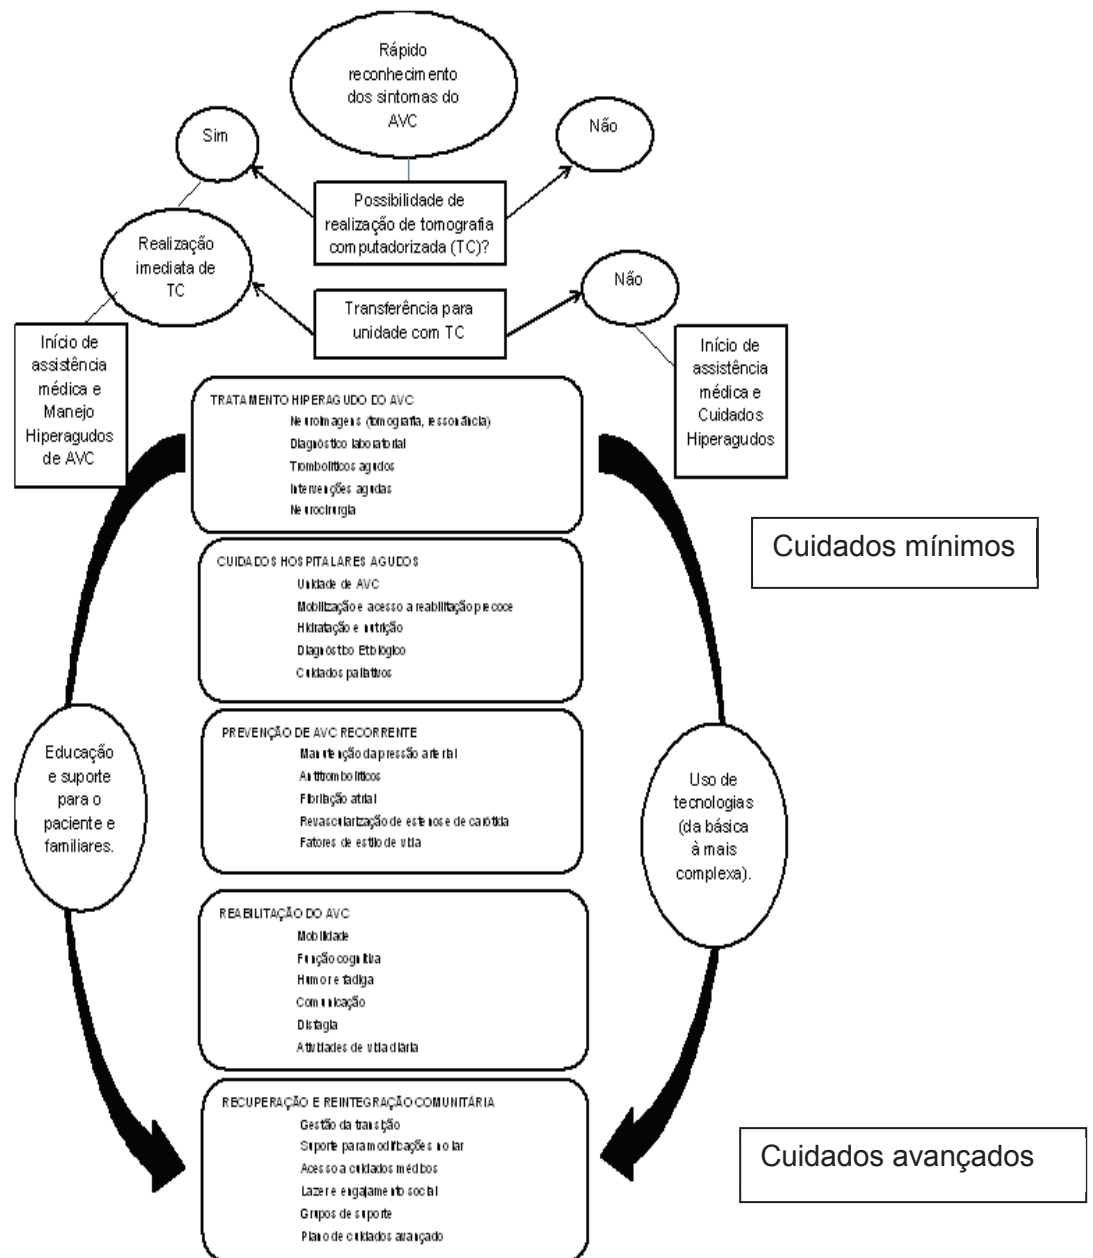 Rápido
reconhecimento
dos sintomas do
AVC
Sim
Não
Possibilidade de
realização de tomografia
computadorizada (TC)?
Realização
imediata de
TC
Não
Transferência para
unidade com TC
Início de
assistência
médica e
Manejo
Hiperagudos
de AVC
Início de
assistência
médica e
Cuidados
Hiperagudos
TRATAMENTO HIPERAGUDO DO AVC
Neuroimagens (tomografia, ressonância)
Diagnóstico laboratorial
Trombolíticos agudos
Intervenções agudas
Neurocirurgia
Cuidados mínimos
CUIDADOS HOSPITALARES AGUDOS
Unidade de AVC
Mobilização e acesso a reabilitação precoce
Hidratação e nutrição
Diagnóstico Etiológico
Cuidados paliativos
PREVENÇÃO DE AVC RECORRENTE
Manutenção da pressão arterial
Antitrombolíticos
Fibrilação atrial
Revascularização de estenose de carótida
Fatores de estilo de vida
Educação
e suporte
para o
paciente e
familiares.
Uso de
tecnologias
(da básica
à mais
complexa).
REABILITAÇÃO DO AVC
Mobilidade
Função cognitiva
Humor e fadiga
Comunicação
Disfagia
Atividades de vida diária
RECUPERAÇÃO E REINTEGRAÇÃO COMUNITÁRIA
Gestão da transição
Suporte para modificações no lar
Acesso a cuidados médicos
Lazer e engajamento social
Grupos de suporte
Plano de cuidados avançado
Cuidados avançados